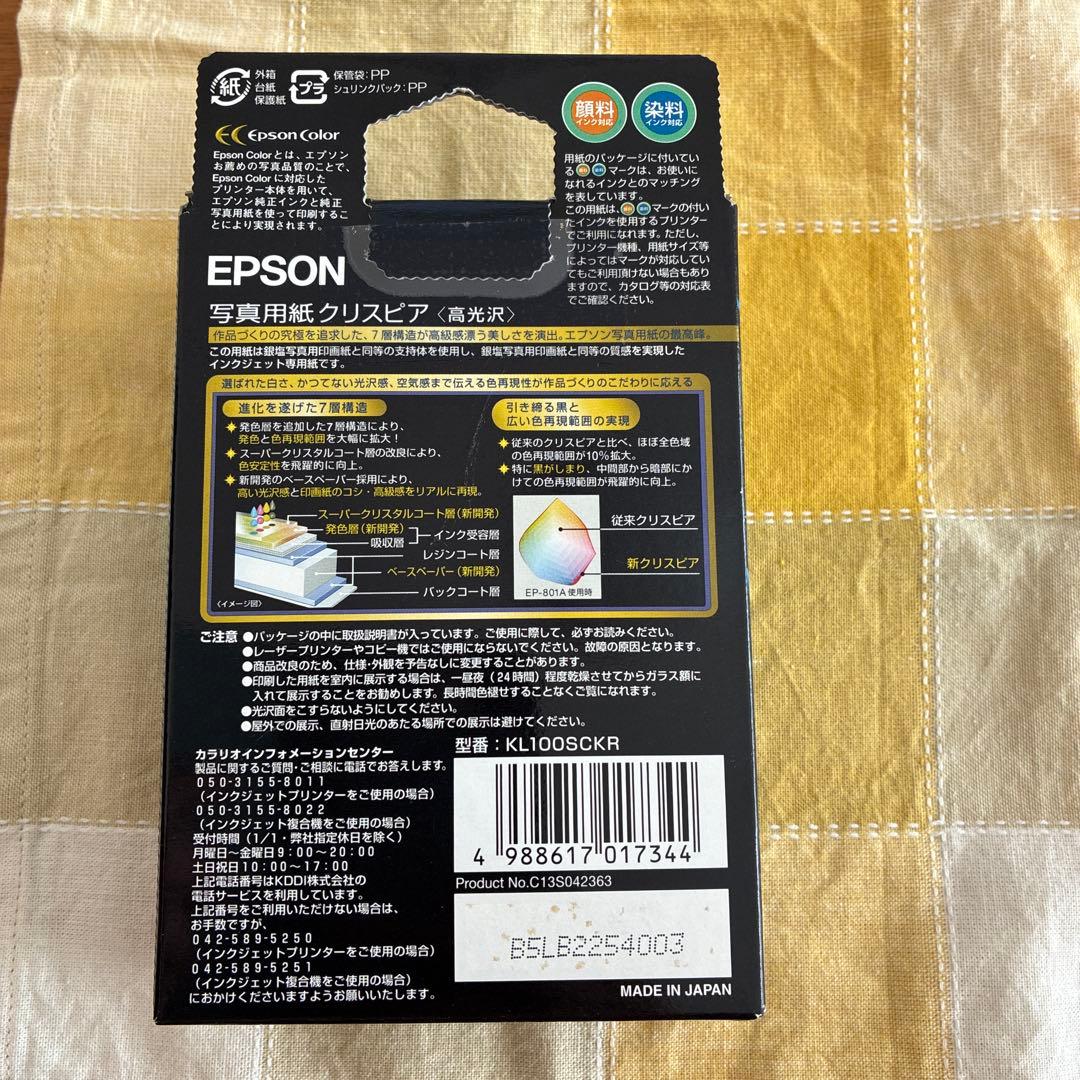 紙
外箱
台紙
保護紙
プラ
保管袋:PP
シュリンクパック:PP
Epson Color
Epson Colorとは、エプソン
お薦めの写真品質のことで、
Epson Colorに対応した
プリンター本体を用いて、
エプソン純正インクと純正
写真用紙を使って印刷するこ
とにより実現されます。
顔料
インク対応
染料
インク対応
用紙のパッケージに付いてい
る マークは、お使いに
なれるインクとのマッチング
を表しています。
この用紙は、 マークの付い
たインクを使用するプリンター
でご利用になれます。ただし、
プリンター機種、用紙サイズ等
によってはマークが対応してい
てもご利用頂けない場合もあり
ますので、カタログ等の対応表
でご確認ください。
EPSON
写真用紙 クリスピア〈高光沢〉
作品づくりの究極を追求した、7層構造が高級感漂う美しさを演出。エプソン写真用紙の最高峰。
この用紙は銀塩写真用印画紙と同等の支持体を使用し、銀塩写真用印画紙と同等の質感を実現した
インクジェット専用紙です。
選ばれた白さ、かつてない光沢感、空気感まで伝える色再現性が作品づくりのこだわりに応える
進化を遂げた7層構造
発色層を追加した7層構造により、
発色と色再現範囲を大幅に拡大!
スーパークリスタルコート層の改良により、
色安定性を飛躍的に向上。
新開発のベースペーパー採用により、
高い光沢感と印画紙のコシ・高級感をリアルに再現。
スーパークリスタルコート層(新開発)
発色層(新開発)
吸収層
インク受容層
レジンコート層
ベースペーパー(新開発)
バックコート層
〈イメージ図〉
引き締る黒と
広い色再現範囲の実現
従来のクリスピアと比べ、ほぼ全色域
の色再現範囲が10%拡大。
特に黒がしまり、中間部から暗部にか
けての色再現範囲が飛躍的に向上。
従来クリスピア
新クリスピア
EP-801A使用時
ご注意 ●パッケージの中に取扱説明書が入っています。ご使用に際して、必ずお読みください。
●レーザープリンターやコピー機ではご使用にならないでください。故障の原因となります。
●商品改良のため、仕様・外観を予告なしに変更することがあります。
●印刷した用紙を室内に展示する場合は、一昼夜(24時間)程度乾燥させてからガラス額に
入れて展示することをお勧めします。長時間色褪せすることなくご覧になれます。
●光沢面をこすらないようにしてください。
●屋外での展示、直射日光のあたる場所での展示は避けてください。
カラリオインフォメーションセンター
製品に関するご質問・ご相談に電話でお答えします。
050-3155-8011
(インクジェットプリンターをご使用の場合)
050-3155-8022
(インクジェット複合機をご使用の場合)
受付時間(1/1・弊社指定休日を除く)
月曜日~金曜日9:00~20:00
土日祝日10:00~17:00
上記電話番号はKDDI株式会社の
電話サービスを利用しています。
上記番号をご利用いただけない場合は、
お手数ですが、
042-589-5250
(インクジェットプリンターをご使用の場合)
042-589-5251
(インクジェット複合機をご使用の場合)
におかけくださいますようお願いいたします。
型番:KL100SCKR
4 988617 017344
Product No.C13S042363
B5LB2254003
MADE IN JAPAN